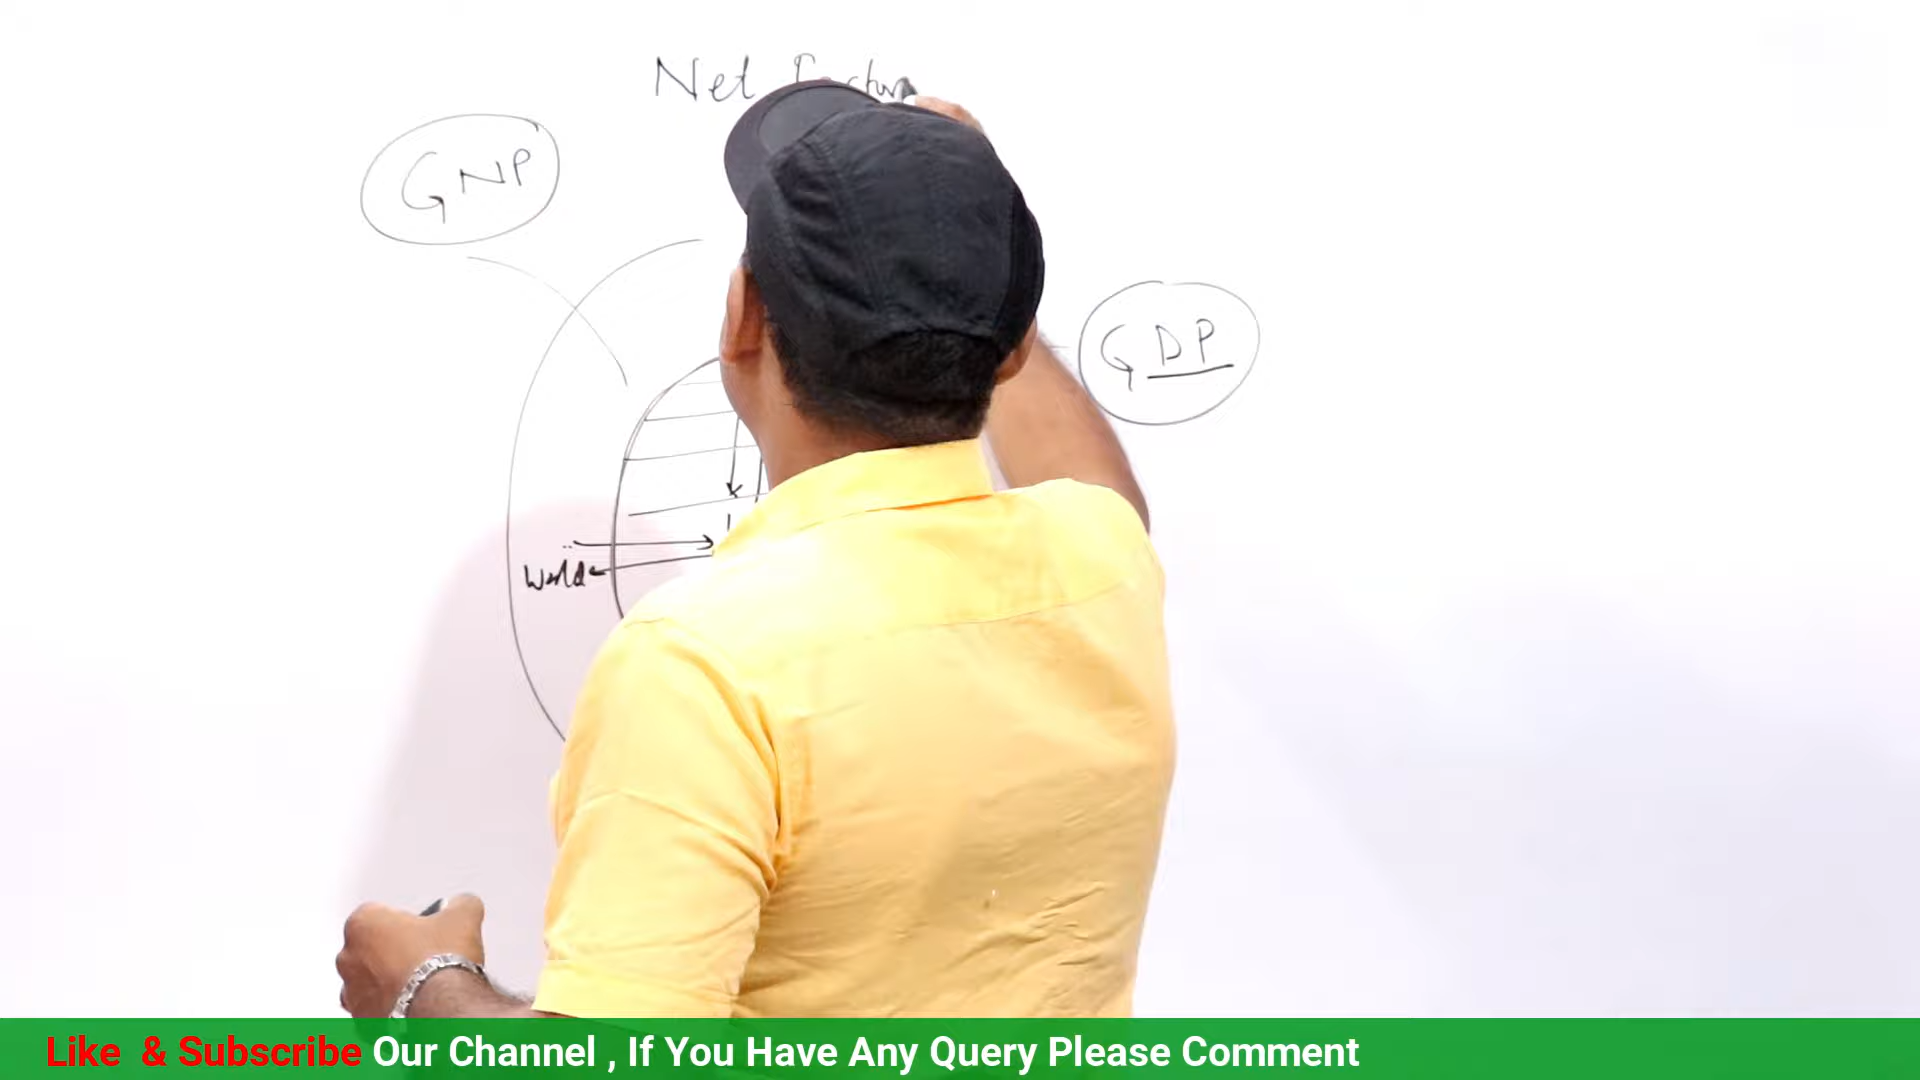 Net Factor
GNP
GDP
World
Like & Subscribe Our Channel , If You Have Any Query Please Comment